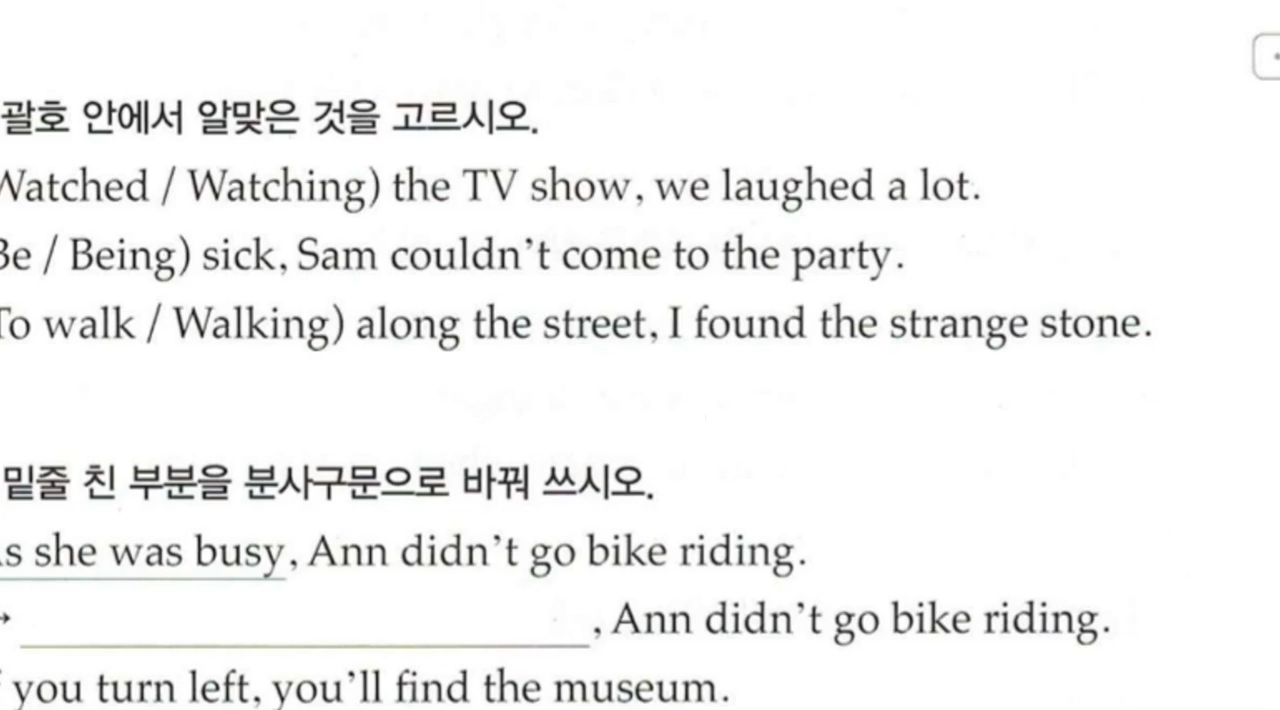 괄호 안에서 알맞은 것을 고르시오.
Watched / Watching) the TV show, we laughed a lot.
Be / Being) sick, Sam couldn't come to the party.
To walk / Walking) along the street, I found the strange stone.
밑줄 친 부분을 분사구문으로 바꿔 쓰시오.
s she was busy, Ann didn't go bike riding.
→ , Ann didn't go bike riding.
you turn left, you'll find the museum.